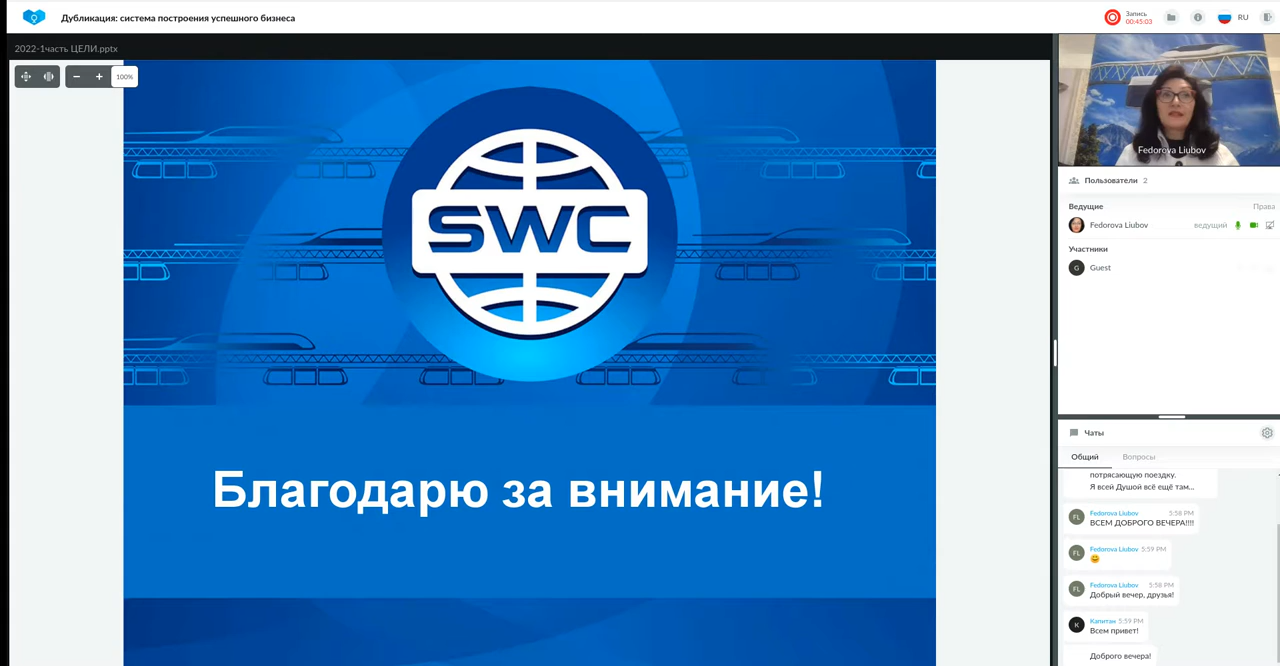 Дубликация: система построения успешного бизнеса
Запись
00:45:03
RU
2022-1часть ЦЕЛИ.pptx
100%
SWC
Благодарю за внимание!
Fedorova Liubov
Пользователи 2
Ведущие Права
Fedorova Liubov ведущий
Участники
G Guest
Чаты
Общий Вопросы
потрясающую поездку.
Я всей Душой всё ещё там...
FL Fedorova Liubov 5:58 PM
ВСЕМ ДОБРОГО ВЕЧЕРА!!!!
FL Fedorova Liubov 5:59 PM
FL Fedorova Liubov 5:58 PM
Добрый вечер, друзья!
К Капитан 5:59 PM
Всем привет!
Доброго вечера!